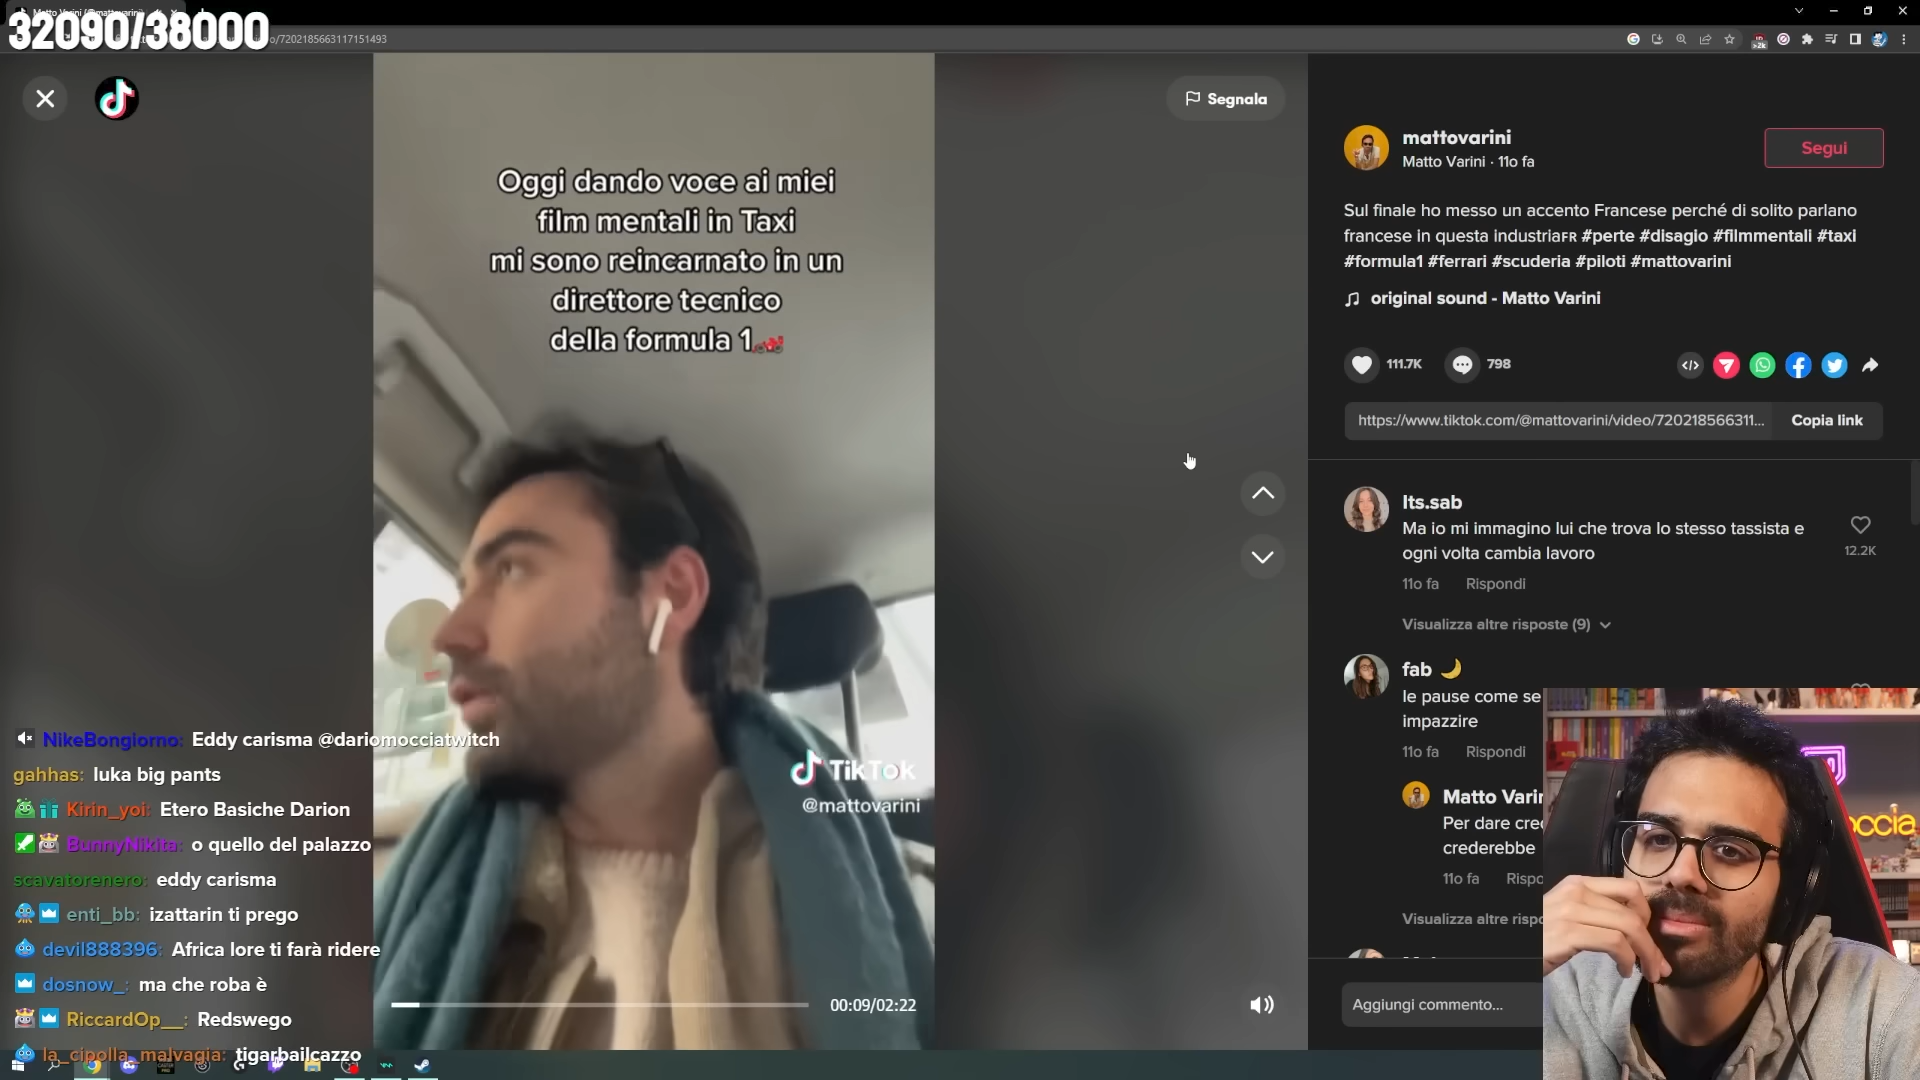 32090/38000
o/7202185663117151493
Segnala
Oggi dando voce ai miei
film mentali in Taxi
mi sono reincarnato in un
direttore tecnico
della formula 1
TikTok
@mattovarini
00:09/02:22
mattovarini
Matto Varini · 11o fa
Segui
Sul finale ho messo un accento Francese perché di solito parlano
francese in questa industriaFR #perte #disagio #filmmentali #taxi
#formula1 #ferrari #scuderia #piloti #mattovarini
original sound - Matto Varini
111.7K
798
https://www.tiktok.com/@mattovarini/video/720218566311...
Copia link
Its.sab
Ma io mi immagino lui che trova lo stesso tassista e
ogni volta cambia lavoro
12.2K
11o fa Rispondi
Visualizza altre risposte (9)
fab 🌙
le pause come se
impazzire
11o fa Rispondi
Matto Varir
Per dare cre
crederebbe
11o fa Rispo
Visualizza altre rispo
Aggiungi commento...
occia
NikeBongiorno: Eddy carisma @dariomocciatwitch
gahhas: luka big pants
Kirin_yoi: Etero Basiche Darion
BunnyNikita: o quello del palazzo
scavatorenero: eddy carisma
enti_bb: izattarin ti prego
devil888396: Africa lore ti farà ridere
dosnow_: ma che roba è
RiccardOp__: Redswego
la_cipolla_malvagia: tigarbailcazzo